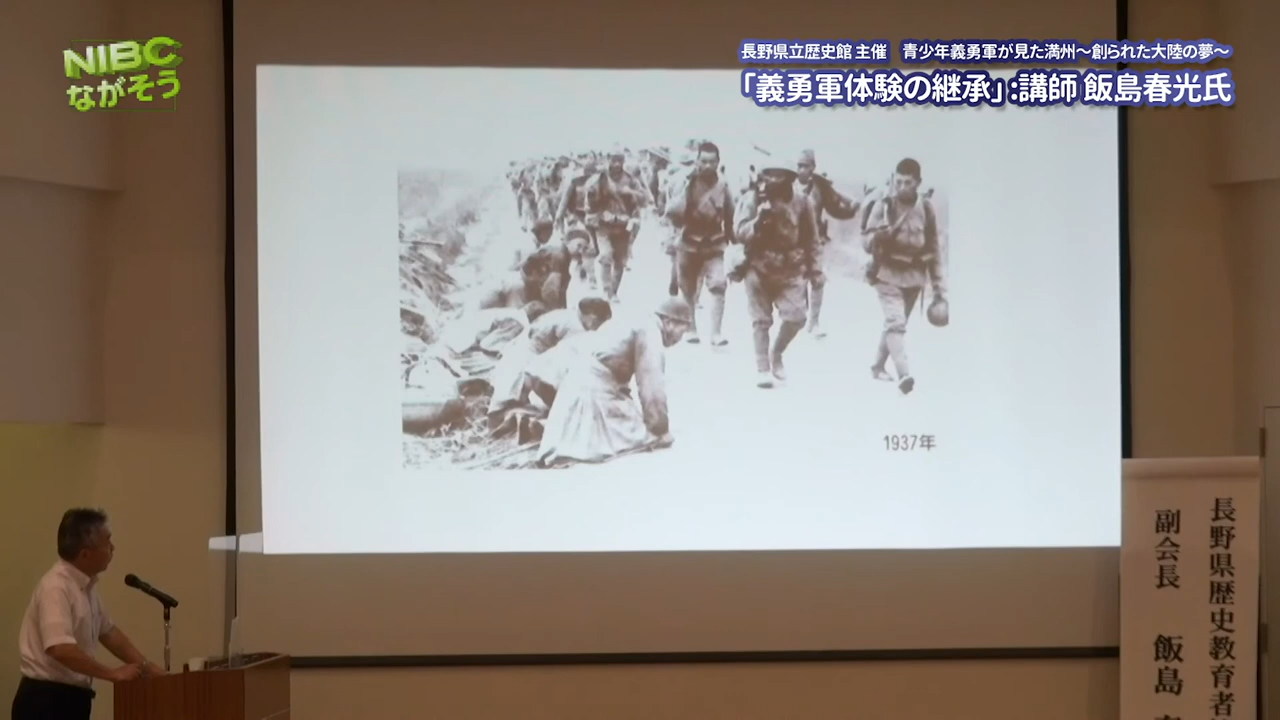 NIBC
ながそう
長野県立歴史館 主催　青少年義勇軍が見た満州～創られた大陸の夢～
「義勇軍体験の継承」:講師 飯島春光氏
1937年
長野県歴史教育者
副会長　飯島